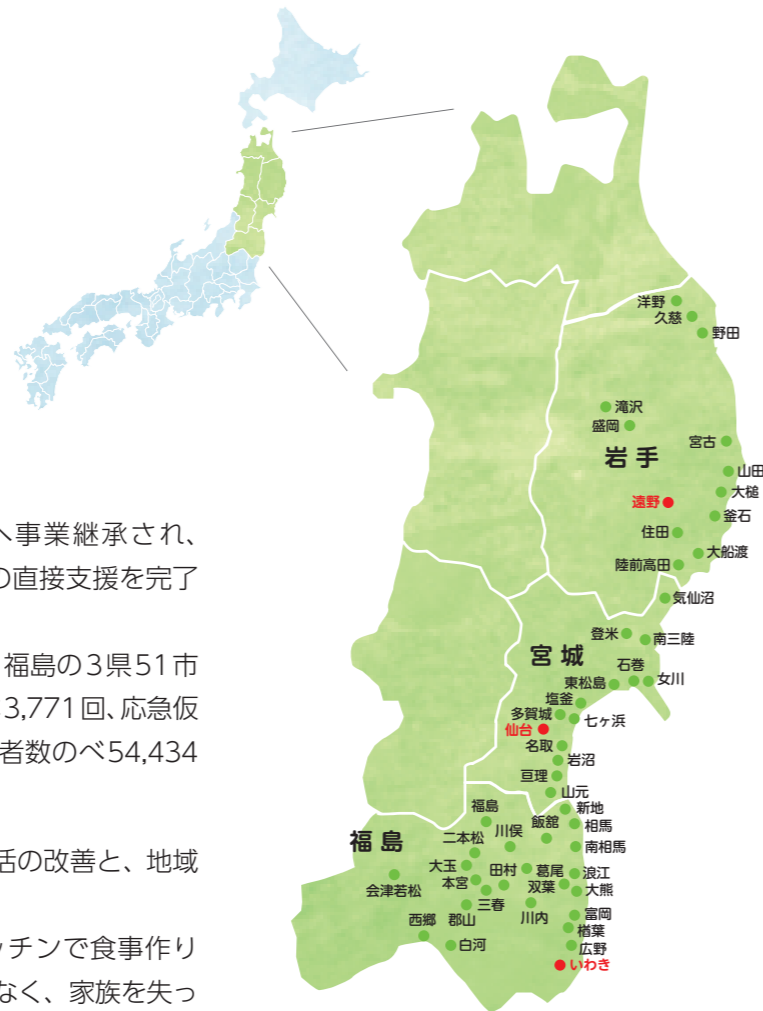 へ事業継承され、
の直接支援を完了
福島の3県51市
3,771回、応急仮
者数のべ54,434
活の改善と、地域
ッチンで食事作り
なく、家族を失っ
洋野
久慈
野田
滝沢
盛岡
宮古
岩手
山田
大槌
遠野
釜石
住田
大船渡
陸前高田
気仙沼
登米
南三陸
宮城
石巻
女川
東松島
塩釜
多賀城
七ヶ浜
仙台
名取
岩沼
亘理
山元
新地
福島
飯舘
相馬
川俣
福島
二本松
南相馬
大玉
田村
葛尾
浪江
本宮
双葉
大熊
会津若松
三春
川内
富岡
西郷
郡山
楢葉
白河
広野
いわき